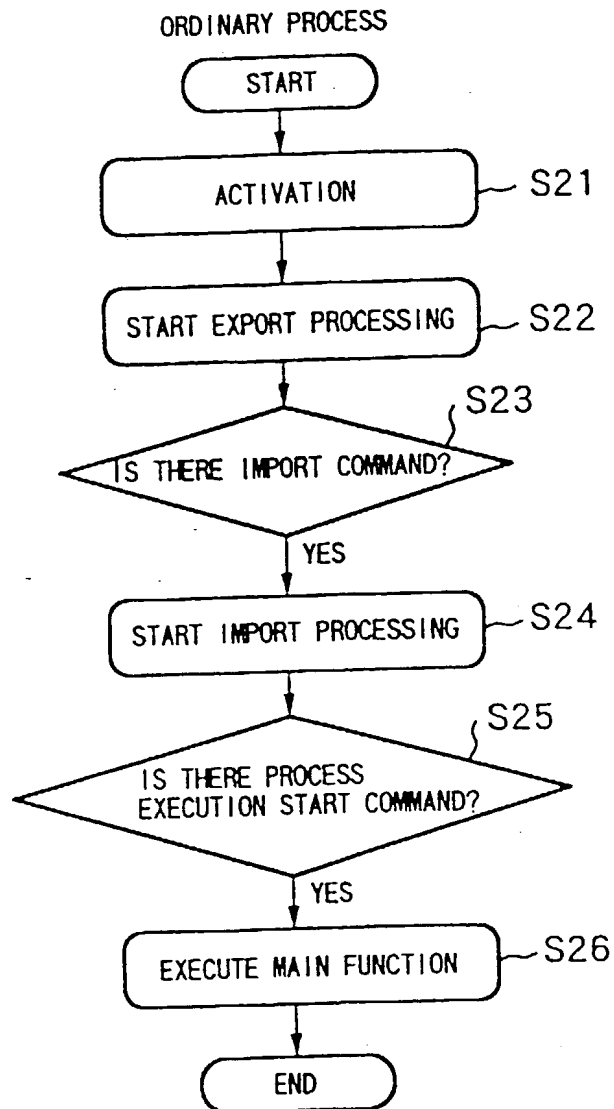 ORDINARY PROCESS
START
ACTIVATION
S21
START EXPORT PROCESSING
S22
S23
IS THERE IMPORT COMMAND?
YES
START IMPORT PROCESSING
S24
S25
IS THERE PROCESS
EXECUTION START COMMAND?
YES
EXECUTE MAIN FUNCTION
S26
END